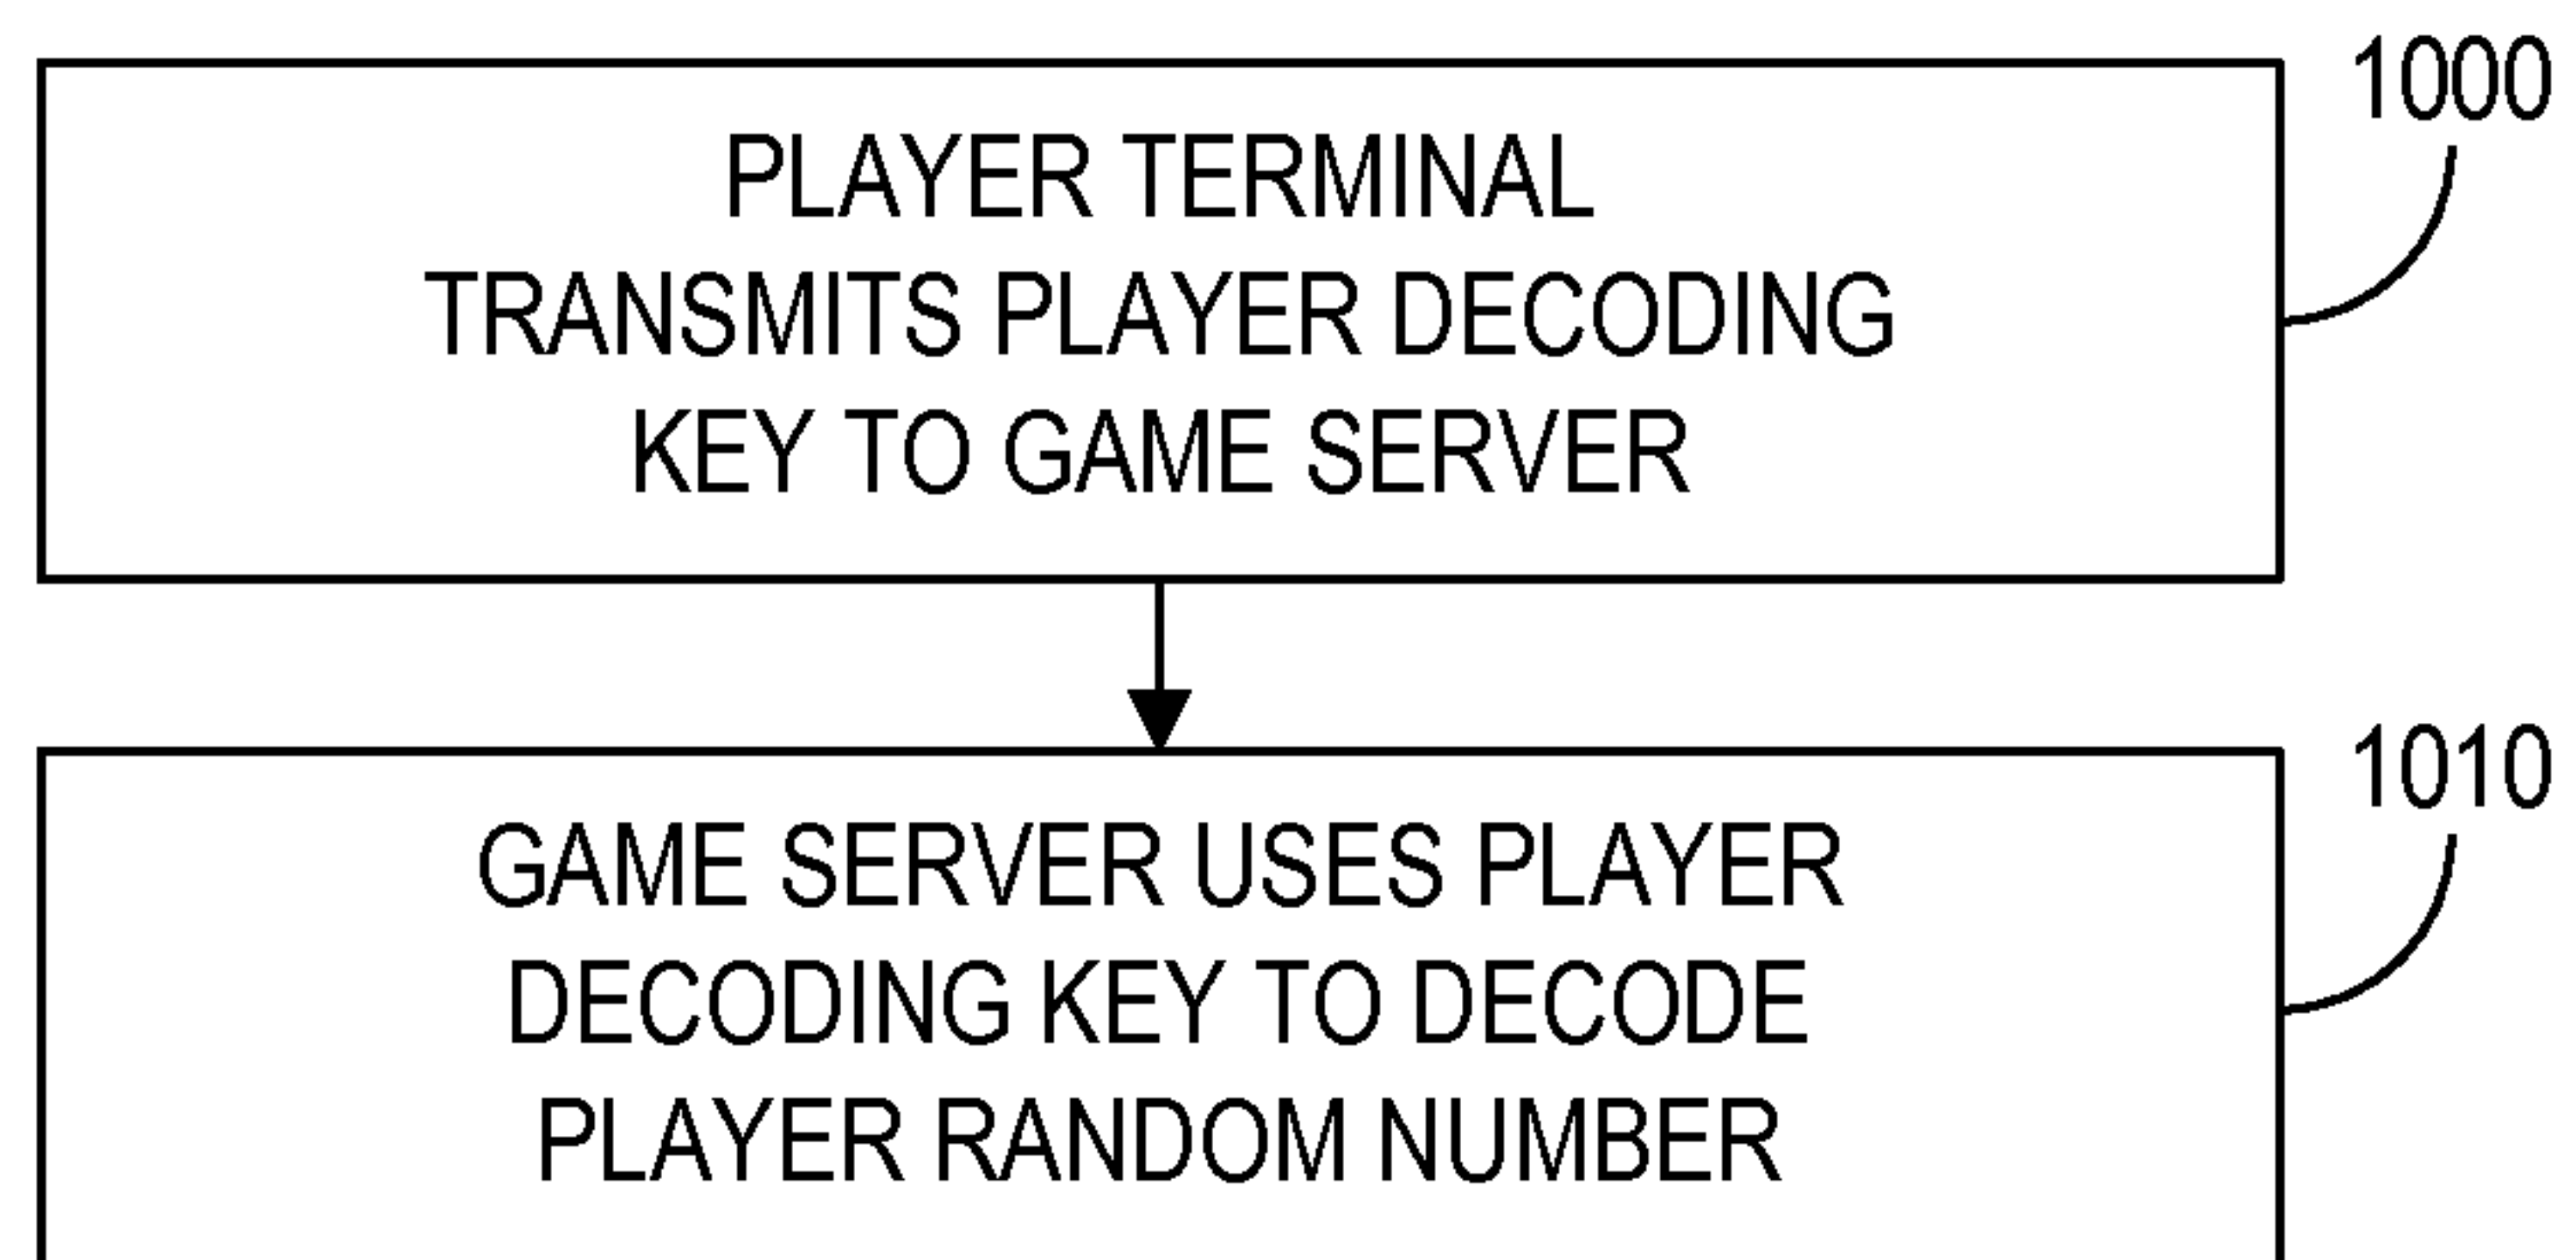 1000
PLAYER TERMINAL
TRANSMITS PLAYER DECODING
KEY TO GAME SERVER
1010
GAME SERVER USES PLAYER
DECODING KEY TO DECODE
PLAYER RANDOM NUMBER